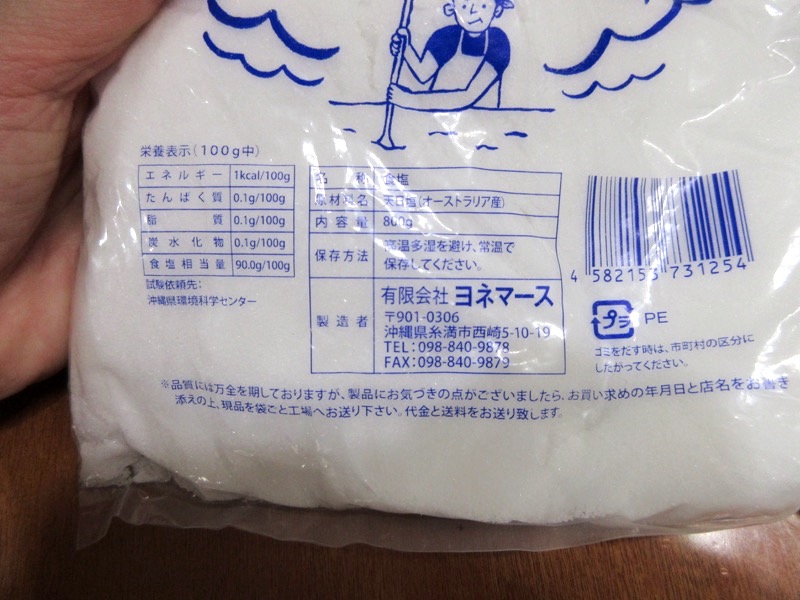 栄養表示(100g中)
エネルギー 1kcal/100g
たんぱく質 0.1g/100g
脂質 0.1g/100g
炭水化物 0.1g/100g
食塩相当量 90.0g/100g
試験依頼先:
沖縄県環境科学センター
名称 食塩
原材料名 天日塩(オーストラリア産)
内容量 800g
保存方法 高温多湿を避け、常温で
保存してください。
製造者 有限会社 ヨネマース
〒901-0306
沖縄県糸満市西崎5-10-19
TEL:098-840-9878
FAX:098-840-9879
4 582153 731254
プラ PE
ゴミをだす時は、市町村の区分に
したがってください。
※品質には万全を期しておりますが、製品にお気づきの点がございましたら、お買い求めの年月日と店名をお書き
添えの上、現品を袋ごと工場へお送り下さい。代金と送料をお送り致します。